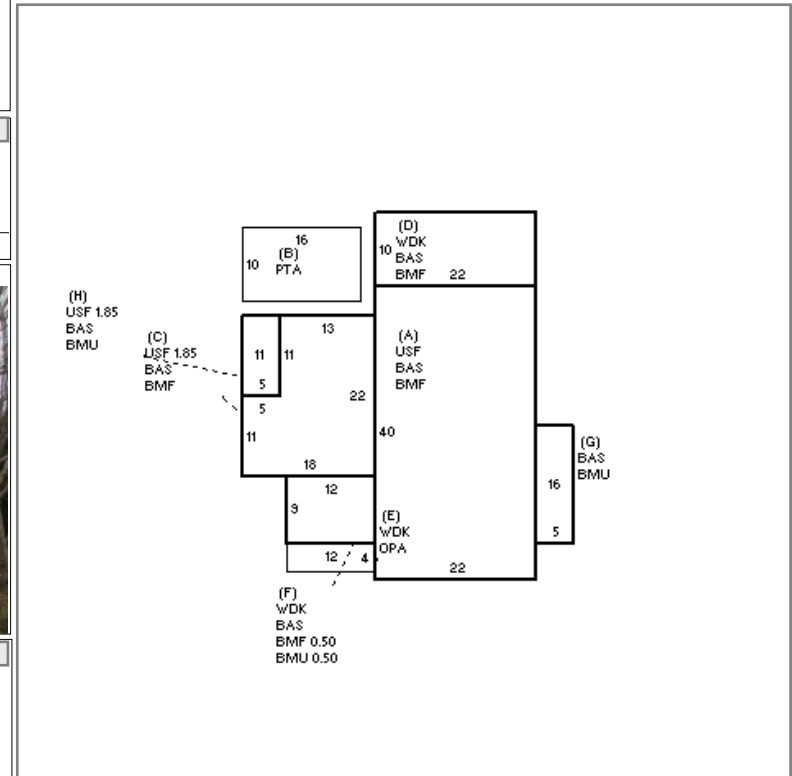 (D)
WDK
10
BAS
BMF
22
16
(B)
10
PTA
(H)
USF 1.85
BAS
BMU
(C)
USF 1.85
BAS
BMF
13
11
11
5
5
22
11
18
(A)
USF
BAS
BMF
40
(G)
BAS
BMU
16
5
12
9
(E)
WDK
OPA
12
4
22
(F)
WDK
BAS
BMF 0.50
BMU 0.50